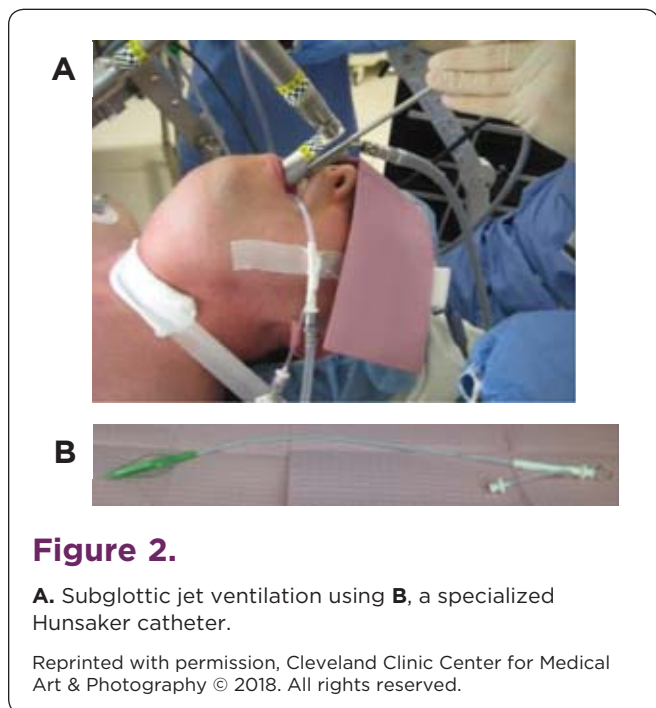 A
B
Figure 2.
A. Subglottic jet ventilation using B, a specialized
Hunsaker catheter.
Reprinted with permission, Cleveland Clinic Center for Medical
Art & Photography © 2018. All rights reserved.